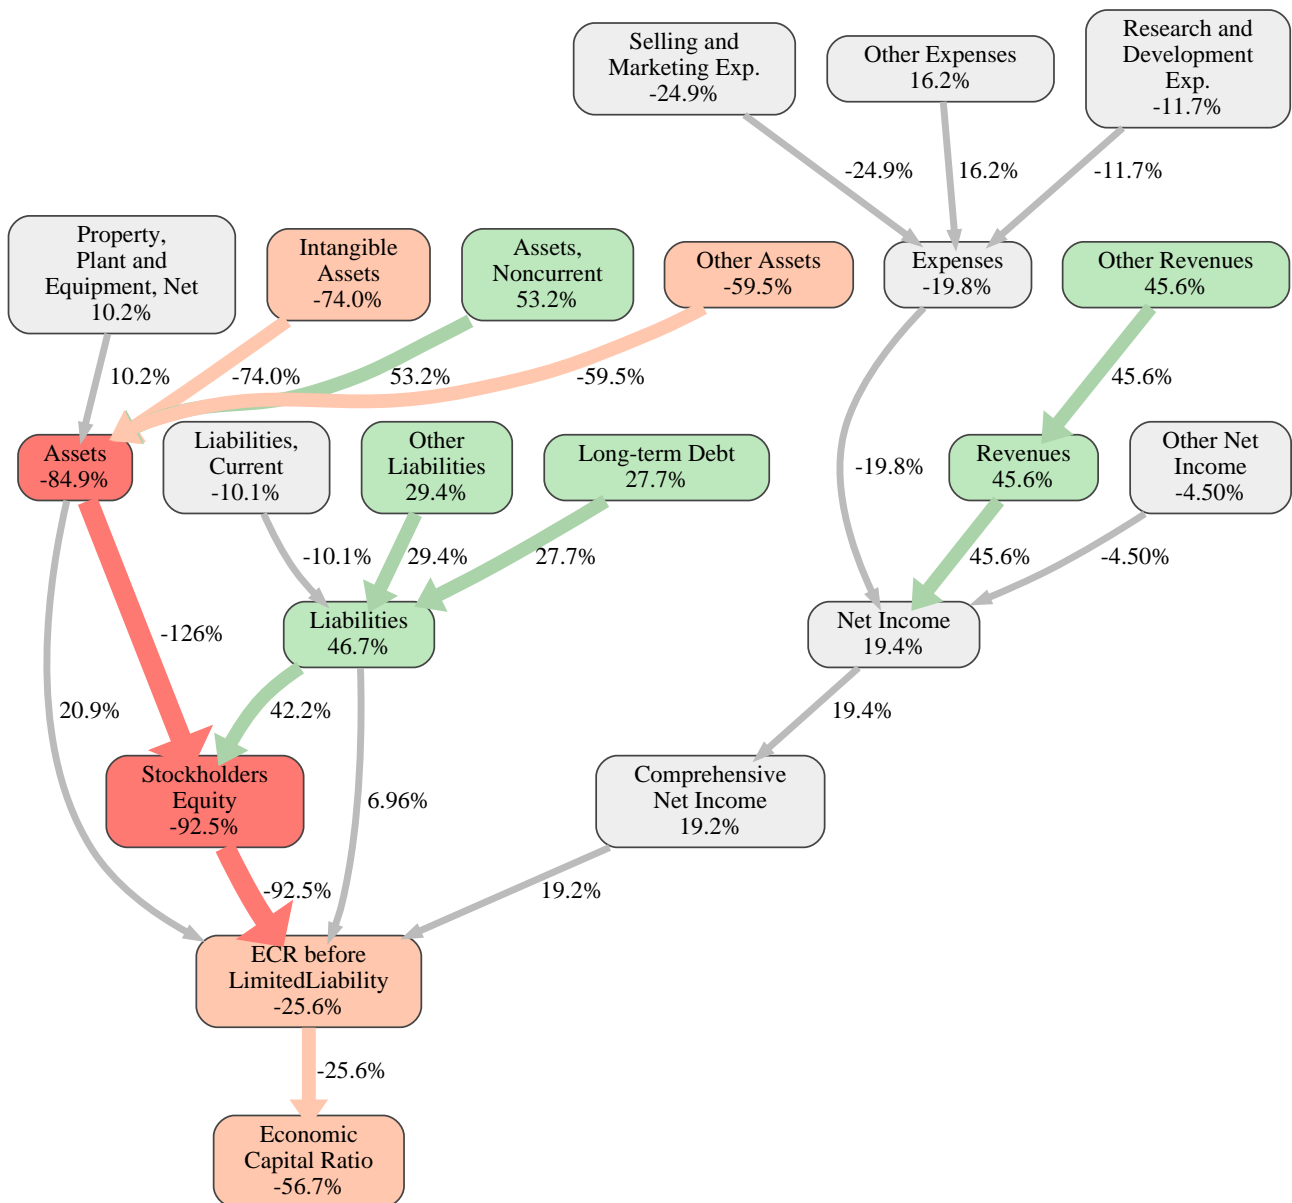 Selling and
Marketing Exp.
-24.9%
Other Expenses
16.2%
Research and
Development
Exp.
-11.7%
-24.9%
16.2%
-11.7%
Property,
Plant and
Equipment, Net
10.2%
Intangible
Assets
-74.0%
Assets,
Noncurrent
53.2%
Other Assets
-59.5%
Expenses
-19.8%
Other Revenues
45.6%
10.2%
-74.0%
53.2%
-59.5%
45.6%
Assets
-84.9%
Liabilities,
Current
-10.1%
Other
Liabilities
29.4%
Long-term Debt
27.7%
-19.8%
Revenues
45.6%
Other Net
Income
-4.50%
-10.1%
29.4%
27.7%
45.6%
-4.50%
-126%
Liabilities
46.7%
Net Income
19.4%
20.9%
42.2%
19.4%
Stockholders
Equity
-92.5%
6.96%
Comprehensive
Net Income
19.2%
-92.5%
19.2%
ECR before
LimitedLiability
-25.6%
-25.6%
Economic
Capital Ratio
-56.7%